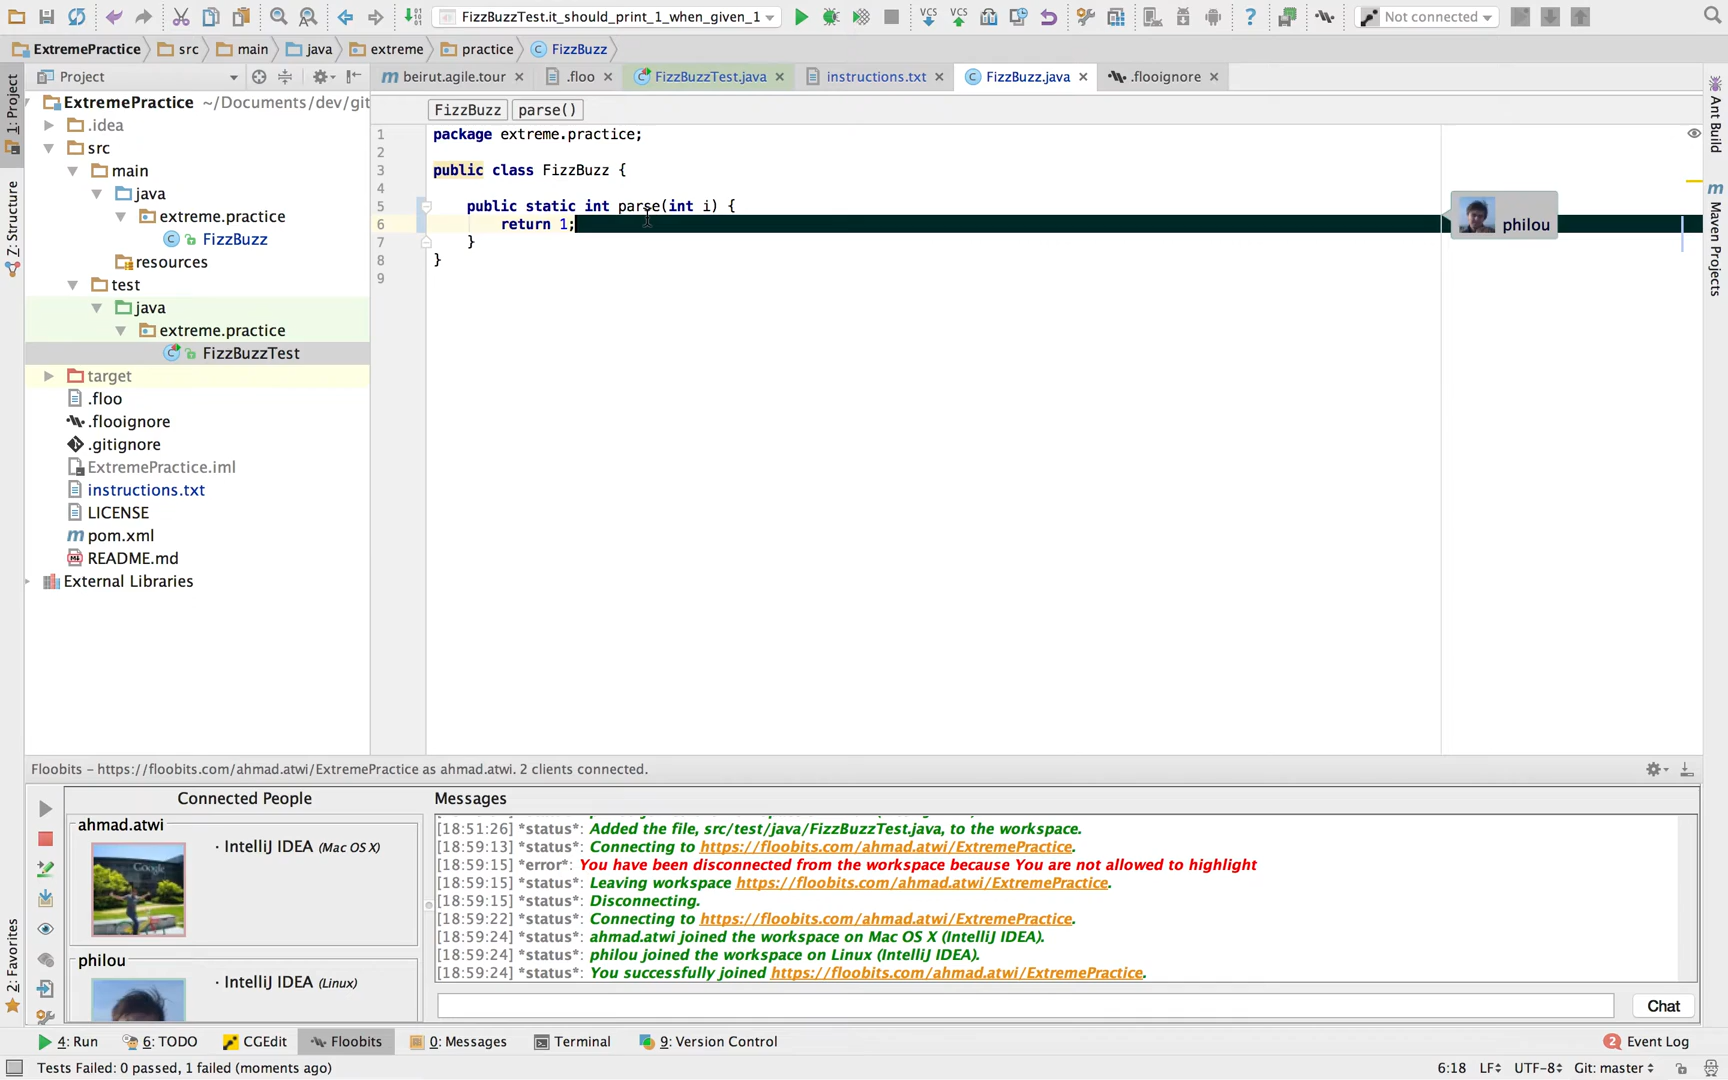 FizzBuzzTest.it_should_print_1_when_given_1
Not connected
ExtremePractice src main java extreme practice FizzBuzz
1: Project
Z: Structure
2: Favorites
Project
beirut.agile.tour .floo FizzBuzzTest.java instructions.txt FizzBuzz.java .flooignore
ExtremePractice ~/Documents/dev/git
.idea
src
main
java
extreme.practice
FizzBuzz
resources
test
java
extreme.practice
FizzBuzzTest
target
.floo
.flooignore
.gitignore
ExtremePractice.iml
instructions.txt
LICENSE
pom.xml
README.md
External Libraries
FizzBuzz parse()
1 package extreme.practice;
2
3 public class FizzBuzz {
4
5 public static int parse(int i) {
6 return 1;
7 }
8 }
9
philou
Ant Build
Maven Projects
Floobits – https://floobits.com/ahmad.atwi/ExtremePractice as ahmad.atwi. 2 clients connected.
Connected People
ahmad.atwi
· IntelliJ IDEA (Mac OS X)
philou
· IntelliJ IDEA (Linux)
Messages
[18:51:26] *status*: Added the file, src/test/java/FizzBuzzTest.java, to the workspace.
[18:59:13] *status*: Connecting to https://floobits.com/ahmad.atwi/ExtremePractice.
[18:59:15] *error*: You have been disconnected from the workspace because You are not allowed to highlight
[18:59:15] *status*: Leaving workspace https://floobits.com/ahmad.atwi/ExtremePractice.
[18:59:15] *status*: Disconnecting.
[18:59:22] *status*: Connecting to https://floobits.com/ahmad.atwi/ExtremePractice.
[18:59:24] *status*: ahmad.atwi joined the workspace on Mac OS X (IntelliJ IDEA).
[18:59:24] *status*: philou joined the workspace on Linux (IntelliJ IDEA).
[18:59:24] *status*: You successfully joined https://floobits.com/ahmad.atwi/ExtremePractice.
Chat
4: Run 6: TODO CGEdit Floobits 0: Messages Terminal 9: Version Control 2 Event Log
Tests Failed: 0 passed, 1 failed (moments ago) 6:18 LF UTF-8 Git: master